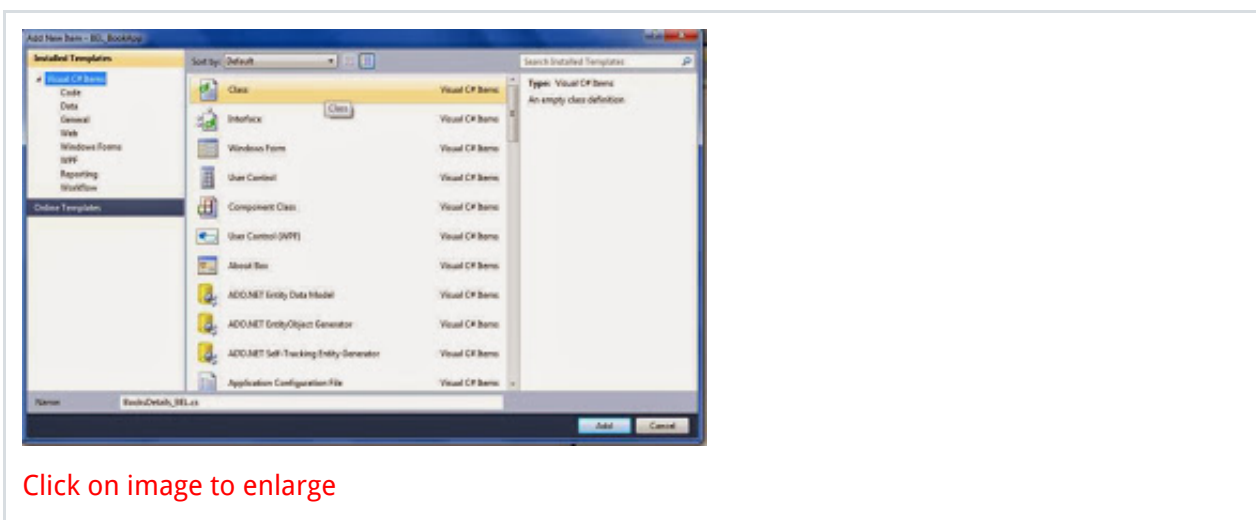 Add New Item - BEL_BookApp
Installed Templates
Visual C# Items
Code
Data
General
Web
Windows Forms
WPF
Reporting
Workflow
Online Templates
Sort by: Default
Search Installed Templates
Class Visual C# Items
Class
Interface Visual C# Items
Windows Form Visual C# Items
User Control Visual C# Items
Component Class Visual C# Items
User Control (WPF) Visual C# Items
About Box Visual C# Items
ADO.NET Entity Data Model Visual C# Items
ADO.NET EntityObject Generator Visual C# Items
ADO.NET Self-Tracking Entity Generator Visual C# Items
Application Configuration File Visual C# Items
Type: Visual C# Items
An empty class definition
Name: BooksDetails_BEL.cs
Add Cancel
Click on image to enlarge